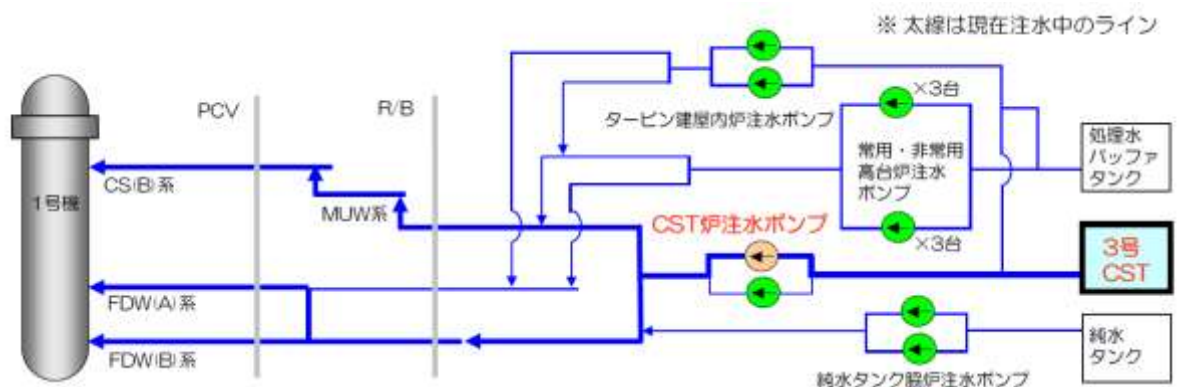 ※ 太線は現在注水中のライン
PCV
R/B
×3台
タービン建屋内炉注水ポンプ
処理水
バッファ
タンク
常用・非常用
高台炉注水
ポンプ
1号機
CS(B)系
MUW系
CST炉注水ポンプ
×3台
3号
CST
FDW(A)系
FDW(B)系
純水
タンク
純水タンク脇炉注水ポンプ